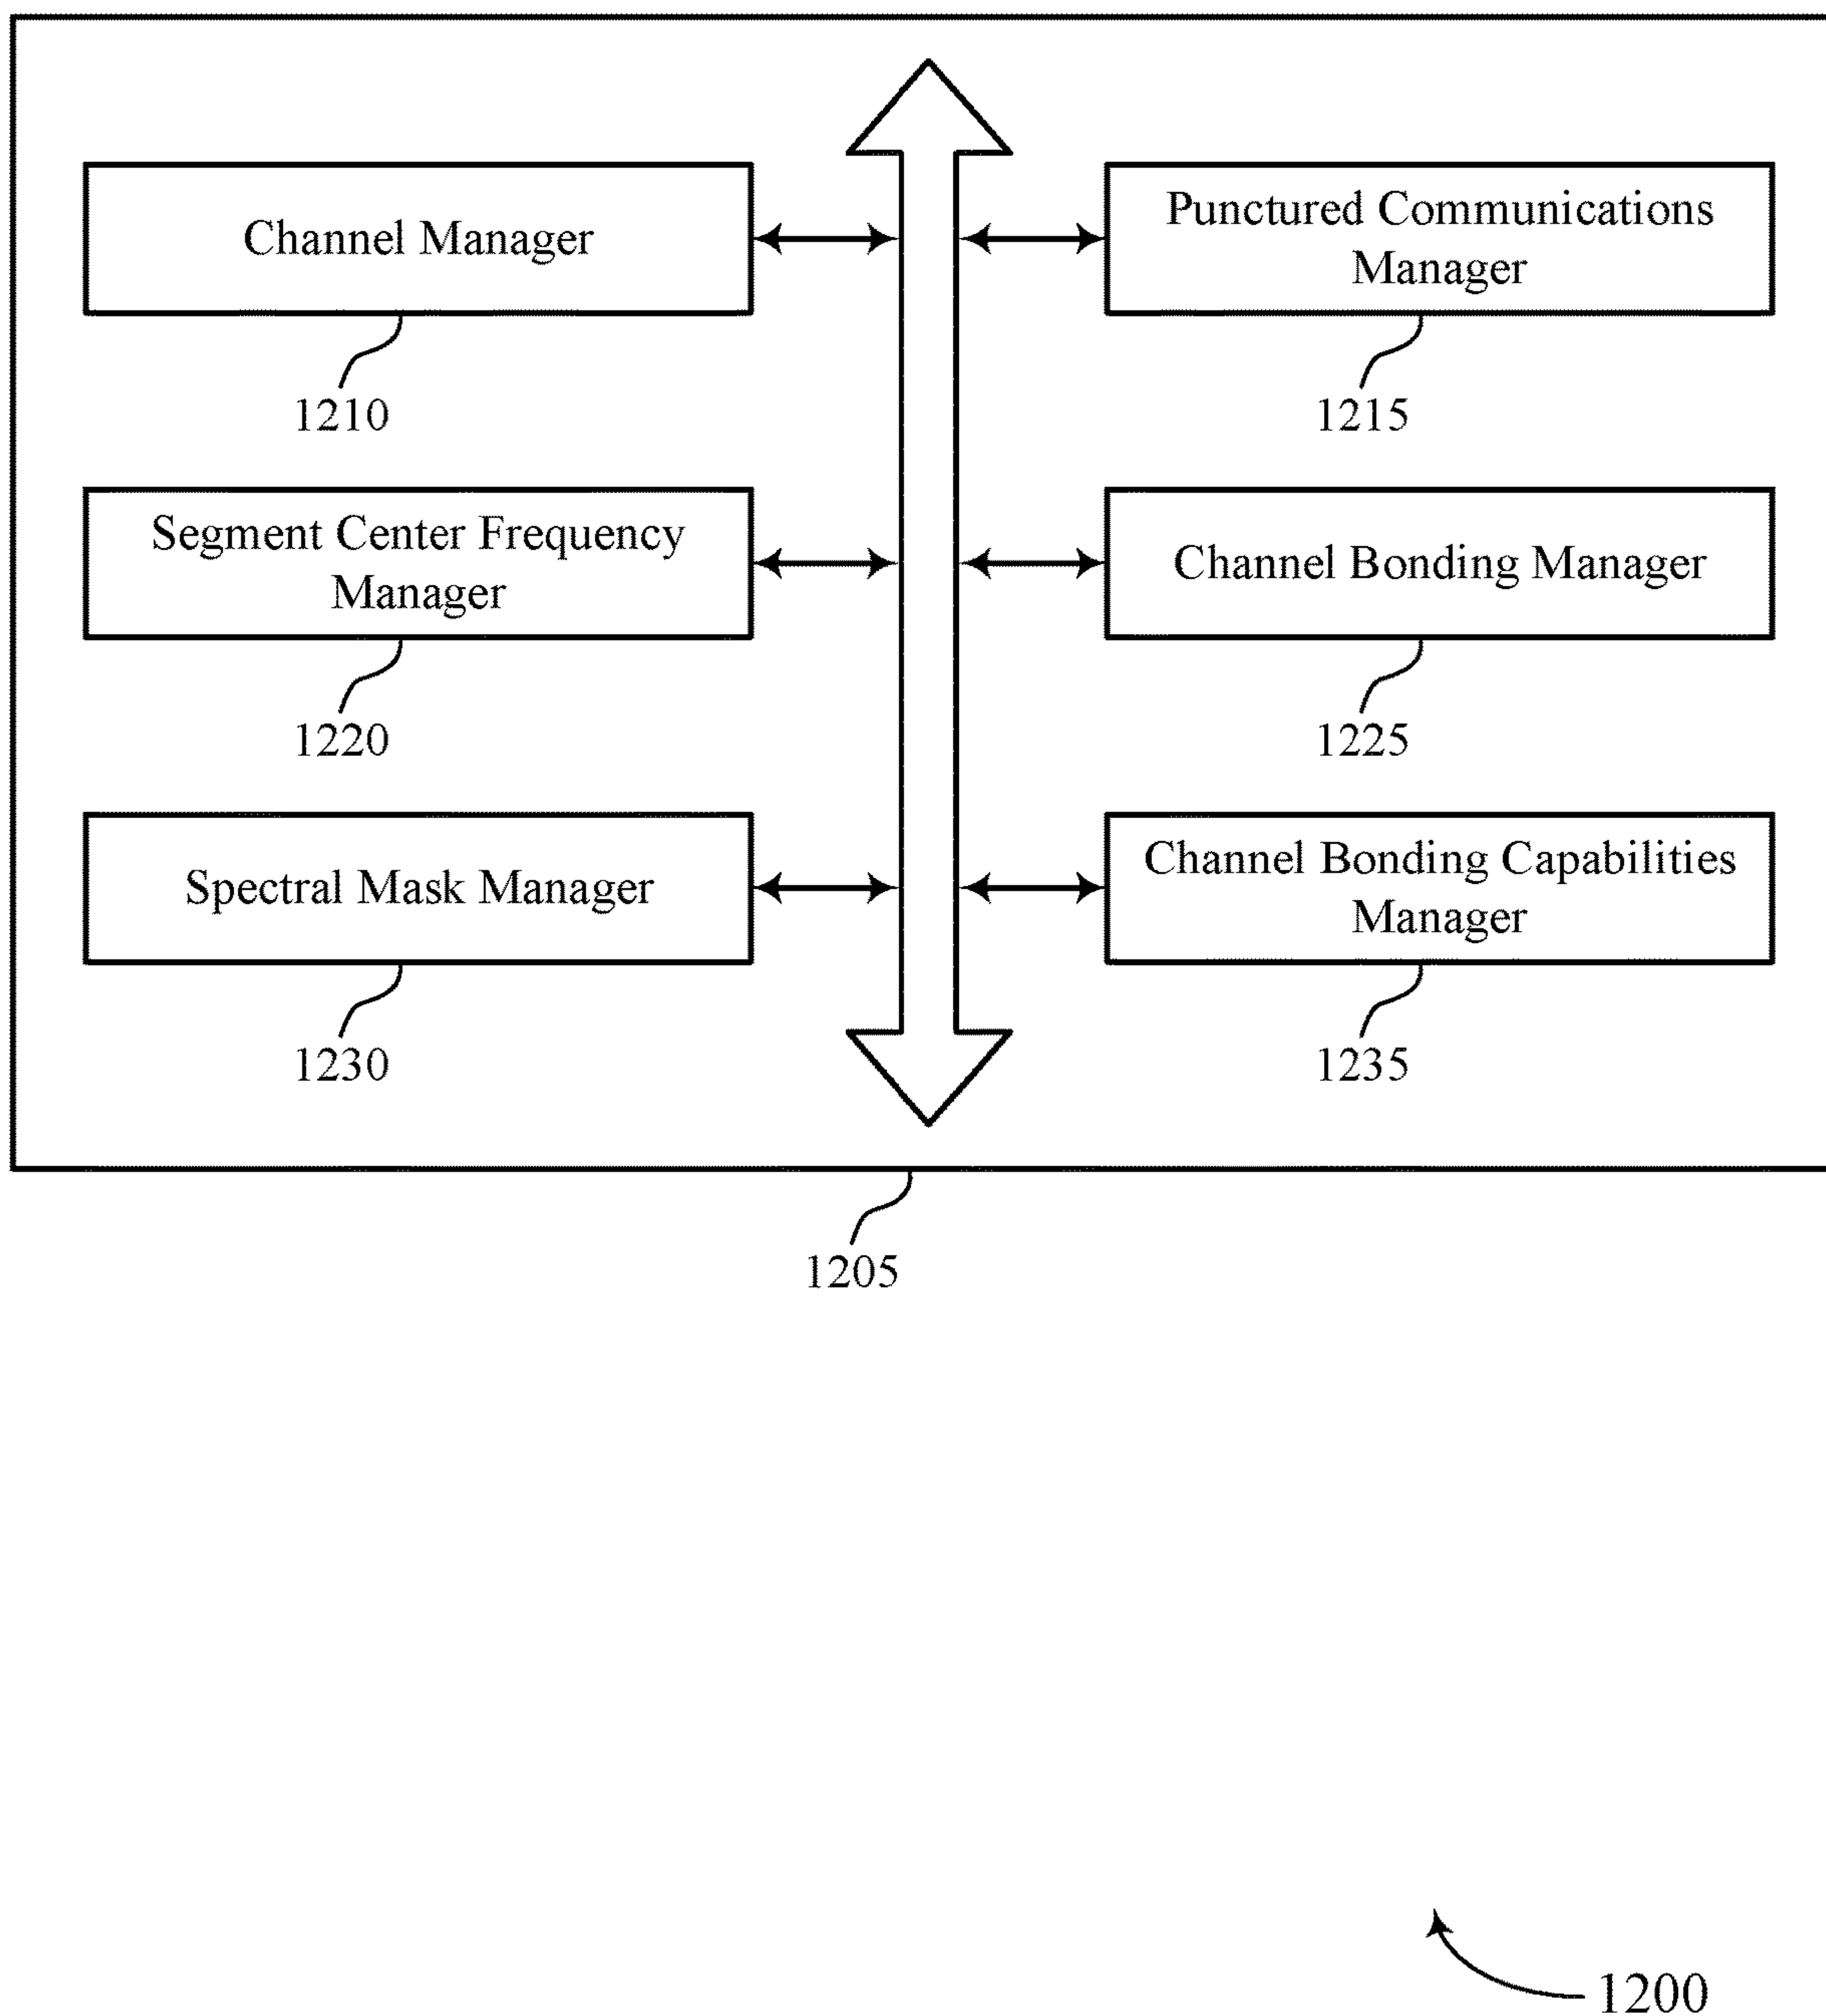 Channel Manager
1210
Punctured Communications
Manager
1215
Segment Center Frequency
Manager
1220
Channel Bonding Manager
1225
Spectral Mask Manager
1230
Channel Bonding Capabilities
Manager
1235
1205
1200